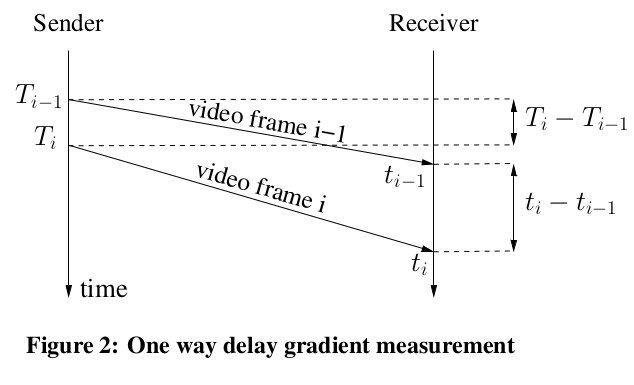 Sender
Receiver
T_{i−1}
video frame i−1
T_i − T_{i−1}
T_i
t_{i−1}
video frame i
t_i − t_{i−1}
t_i
time
Figure 2: One way delay gradient measurement